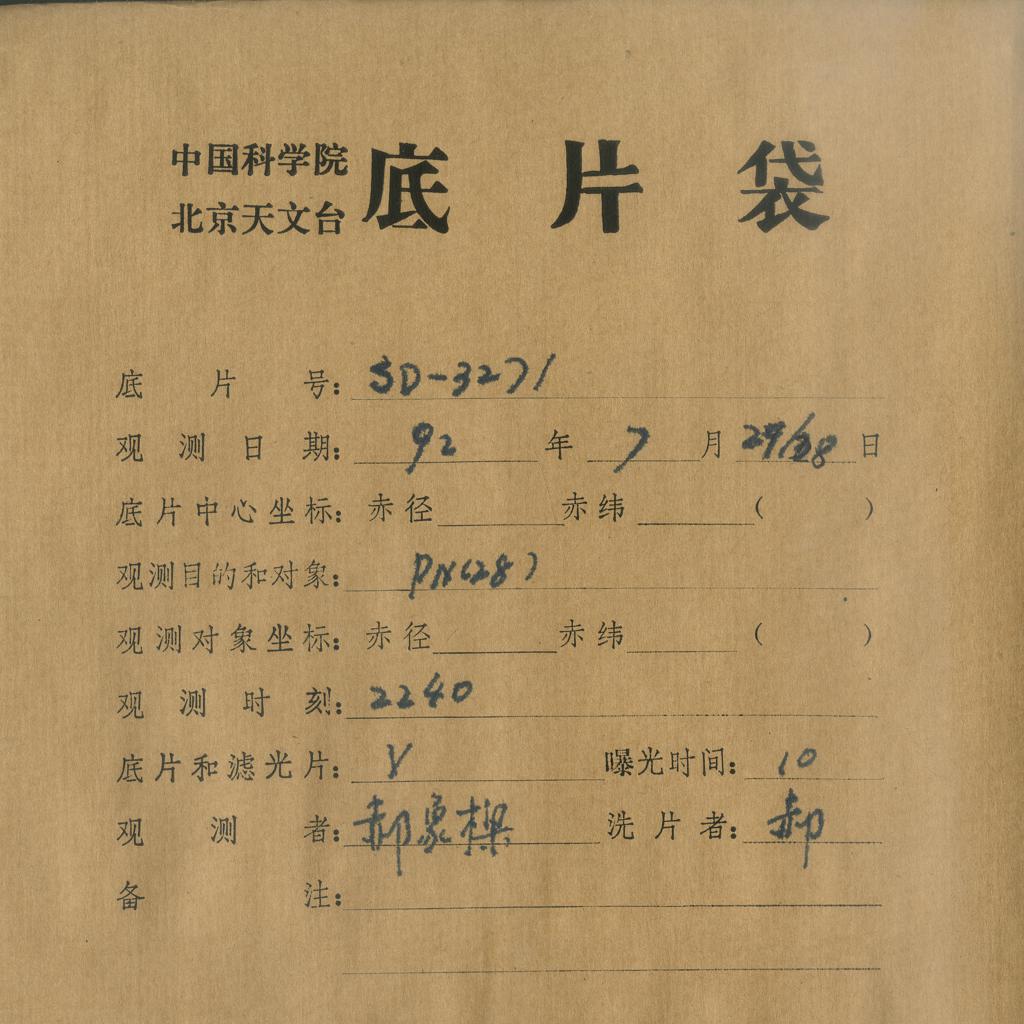 中国科学院
北京天文台
底片袋
底片号: SD-3271
观测日期: 92 年 7 月 27/28 日
底片中心坐标: 赤径 赤纬 ( )
观测目的和对象: PN(28)
观测对象坐标: 赤径 赤纬 ( )
观测时刻: 2240
底片和滤光片: V 曝光时间: 10
观测者: 郝象樑 洗片者: 郝
备注: